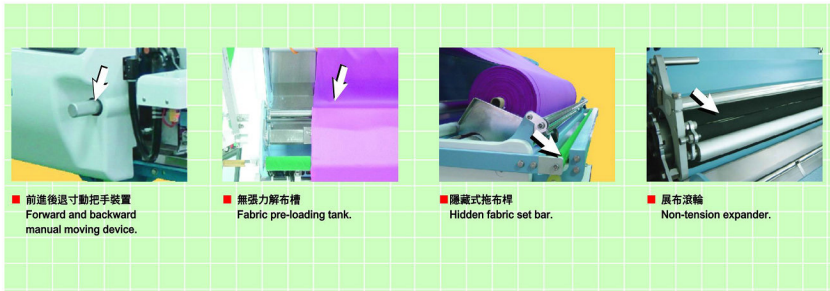 前進後退寸動把手裝置
Forward and backward
manual moving device.
無張力解布槽
Fabric pre-loading tank.
隱藏式拖布桿
Hidden fabric set bar.
展布滾輪
Non-tension expander.